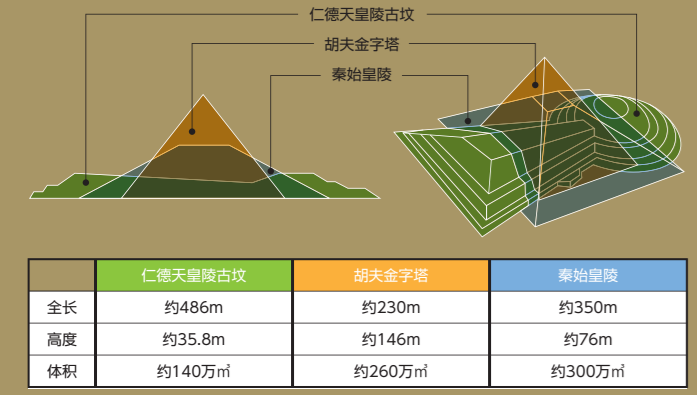 仁德天皇陵古坟
胡夫金字塔
秦始皇陵
仁德天皇陵古坟 胡夫金字塔 秦始皇陵
全长 约486m 约230m 约350m
高度 约35.8m 约146m 约76m
体积 约140万㎥ 约260万㎥ 约300万㎥